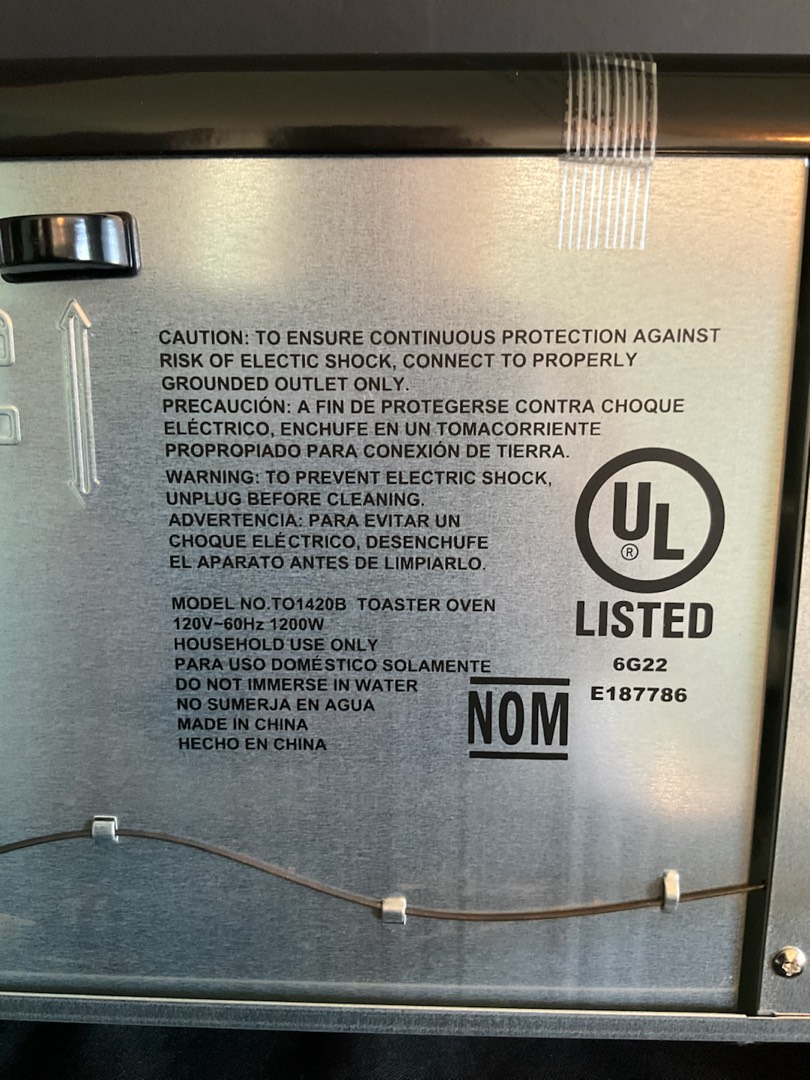 CAUTION: TO ENSURE CONTINUOUS PROTECTION AGAINST
RISK OF ELECTIC SHOCK, CONNECT TO PROPERLY
GROUNDED OUTLET ONLY.
PRECAUCIÓN: A FIN DE PROTEGERSE CONTRA CHOQUE
ELÉCTRICO, ENCHUFE EN UN TOMACORRIENTE
PROPROPIADO PARA CONEXIÓN DE TIERRA.
WARNING: TO PREVENT ELECTRIC SHOCK,
UNPLUG BEFORE CLEANING.
ADVERTENCIA: PARA EVITAR UN
CHOQUE ELÉCTRICO, DESENCHUFE
EL APARATO ANTES DE LIMPIARLO.
UL
®
LISTED
6G22
E187786
MODEL NO.TO1420B TOASTER OVEN
120V~60Hz 1200W
HOUSEHOLD USE ONLY
PARA USO DOMÉSTICO SOLAMENTE
DO NOT IMMERSE IN WATER
NO SUMERJA EN AGUA
MADE IN CHINA
HECHO EN CHINA
NOM